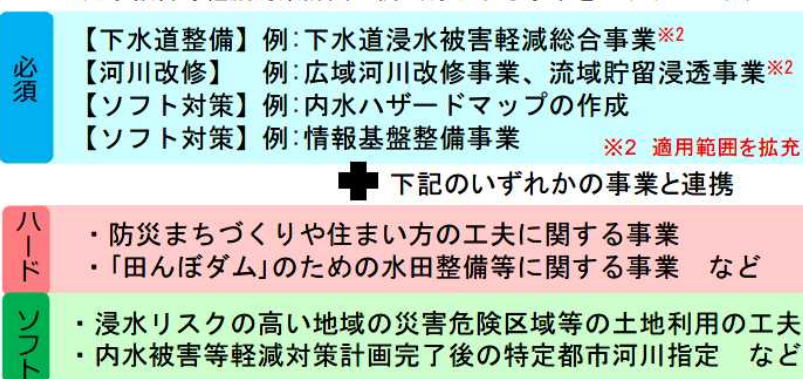 必須
【下水道整備】例：下水道浸水被害軽減総合事業※2
【河川改修】　例：広域河川改修事業、流域貯留浸透事業※2
【ソフト対策】例：内水ハザードマップの作成
【ソフト対策】例：情報基盤整備事業
※2　適用範囲を拡充
下記のいずれかの事業と連携
ハード
・防災まちづくりや住まい方の工夫に関する事業
・「田んぼダム」のための水田整備等に関する事業　など
ソフト
・浸水リスクの高い地域の災害危険区域等の土地利用の工夫
・内水被害等軽減対策計画完了後の特定都市河川指定　など